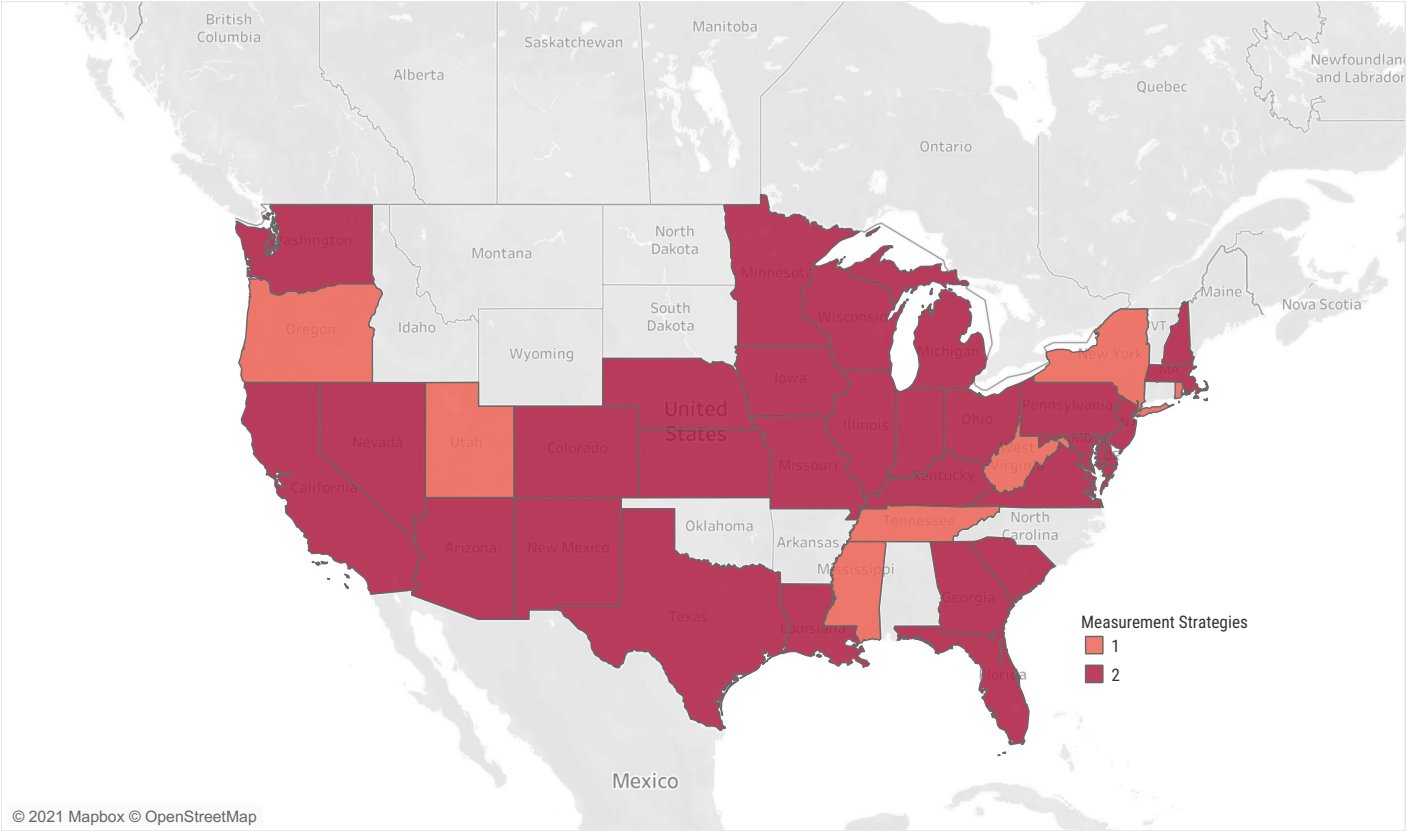 British
Columbia
Alberta
Saskatchewan
Manitoba
Ontario
Quebec
Newfoundlan
and Labrador
Washington
Montana
North
Dakota
Minnesota
Maine
Nova Scotia
Oregon
Idaho
South
Dakota
Wisconsin
VT
Wyoming
Michigan
New York
MA
Iowa
United
States
Illinois
Ohio
Pennsylvania
NJ
Nevada
Utah
Colorado
MD
West
Virginia
California
Missouri
Kentucky
Oklahoma
Tennessee
North
Carolina
Arkansas
Arizona
New Mexico
Mississippi
Georgia
Texas
Louisiana
Florida
Measurement Strategies
1
2
Mexico
© 2021 Mapbox © OpenStreetMap